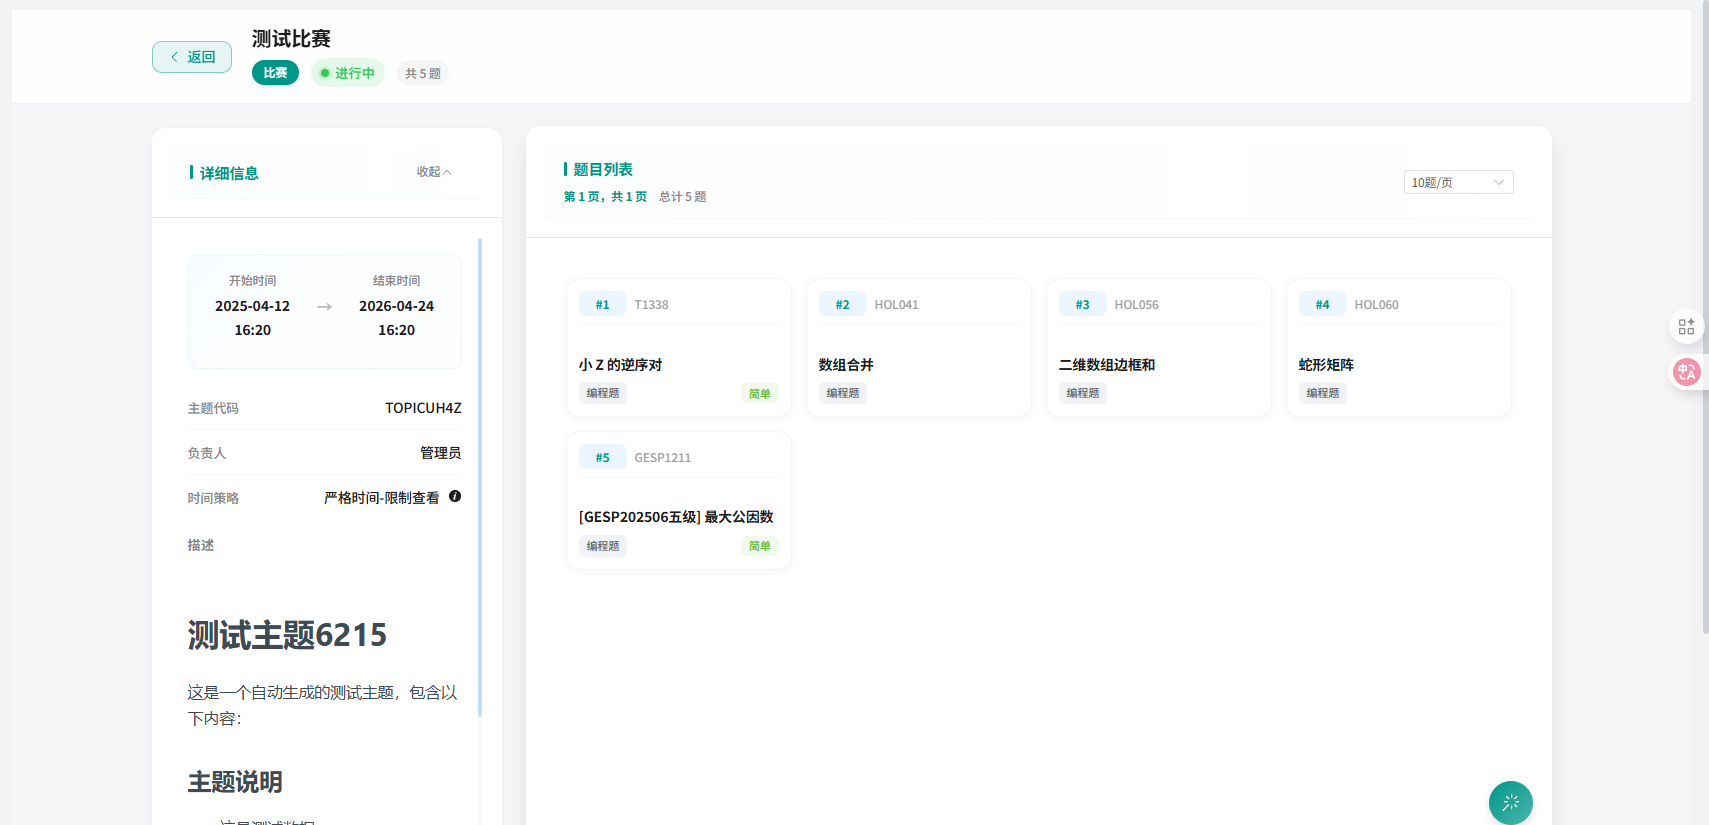 返回
测试比赛
比赛
进行中
共 5 题
详细信息
收起
开始时间
2025-04-12
16:20
→
结束时间
2026-04-24
16:20
主题代码 TOPICUH4Z
负责人 管理员
时间策略 严格时间-限制查看
描述
测试主题6215
这是一个自动生成的测试主题，包含以
下内容：
主题说明
这是测试数据
题目列表
第 1 页，共 1 页 总计 5 题
10题/页
#1 T1338
小 Z 的逆序对
编程题 简单
#2 HOL041
数组合并
编程题
#3 HOL056
二维数组边框和
编程题
#4 HOL060
蛇形矩阵
编程题
#5 GESP1211
[GESP202506五级] 最大公因数
编程题 简单
中A